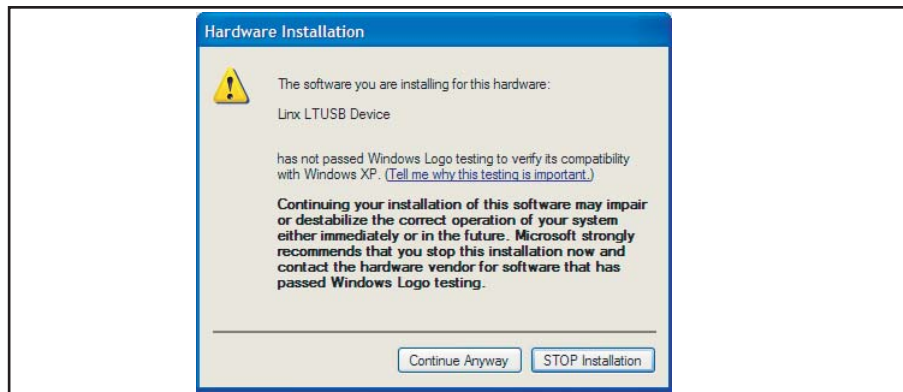 Hardware Installation
The software you are installing for this hardware:
Linx LTUSB Device
has not passed Windows Logo testing to verify its compatibility
with Windows XP. (Tell me why this testing is important.)
Continuing your installation of this software may impair
or destabilize the correct operation of your system
either immediately or in the future. Microsoft strongly
recommends that you stop this installation now and
contact the hardware vendor for software that has
passed Windows Logo testing.
Continue Anyway
STOP Installation